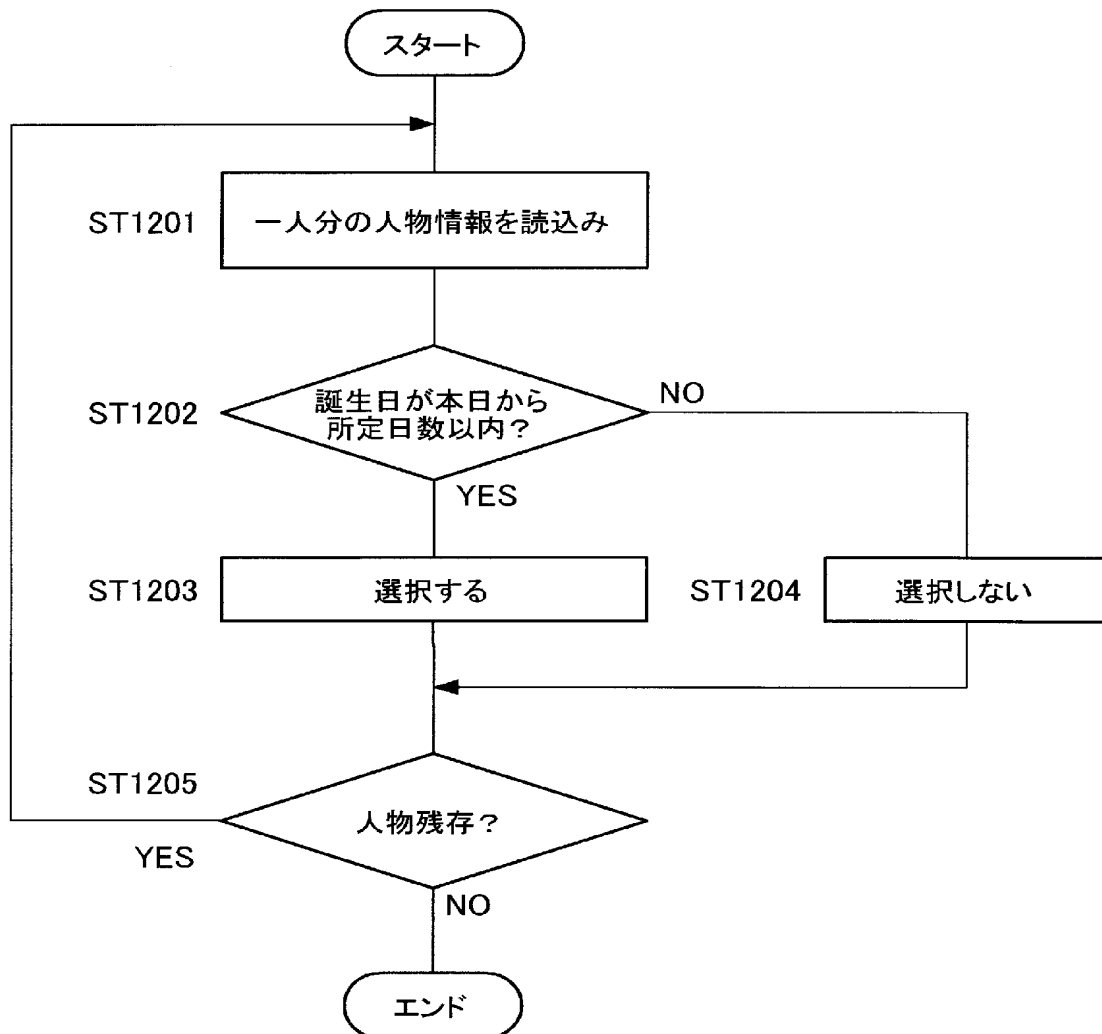 スタート
ST1201
一人分の人物情報を読込み
ST1202
誕生日が本日から
所定日数以内？
NO
YES
ST1203
選択する
ST1204
選択しない
ST1205
人物残存？
YES
NO
エンド